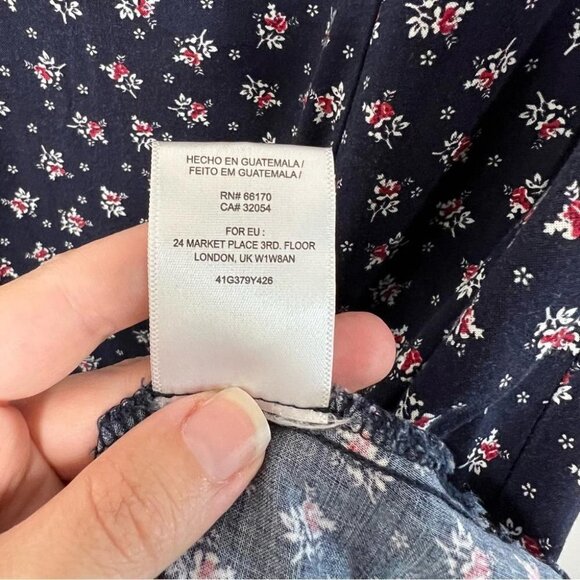 HECHO EN GUATEMALA /
FEITO EM GUATEMALA /
RN# 66170
CA# 32054
FOR EU :
24 MARKET PLACE 3RD. FLOOR
LONDON, UK W1W8AN
41G379Y426